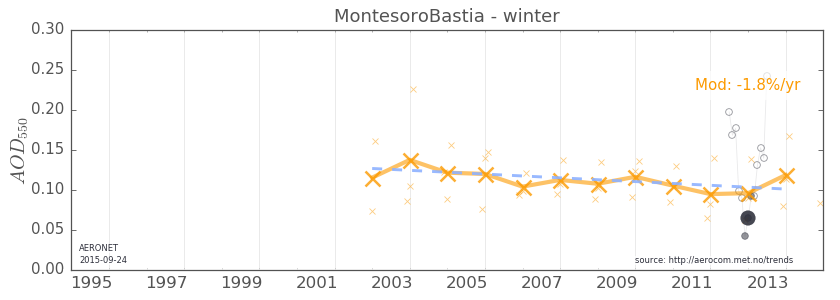 MontesoroBastia - winter
0.30
0.25
0.20
0.15
0.10
0.05
0.00
AOD550
Mod: -1.8%/yr
AERONET
2015-09-24
source: http://aerocom.met.no/trends
1995 1997 1999 2001 2003 2005 2007 2009 2011 2013